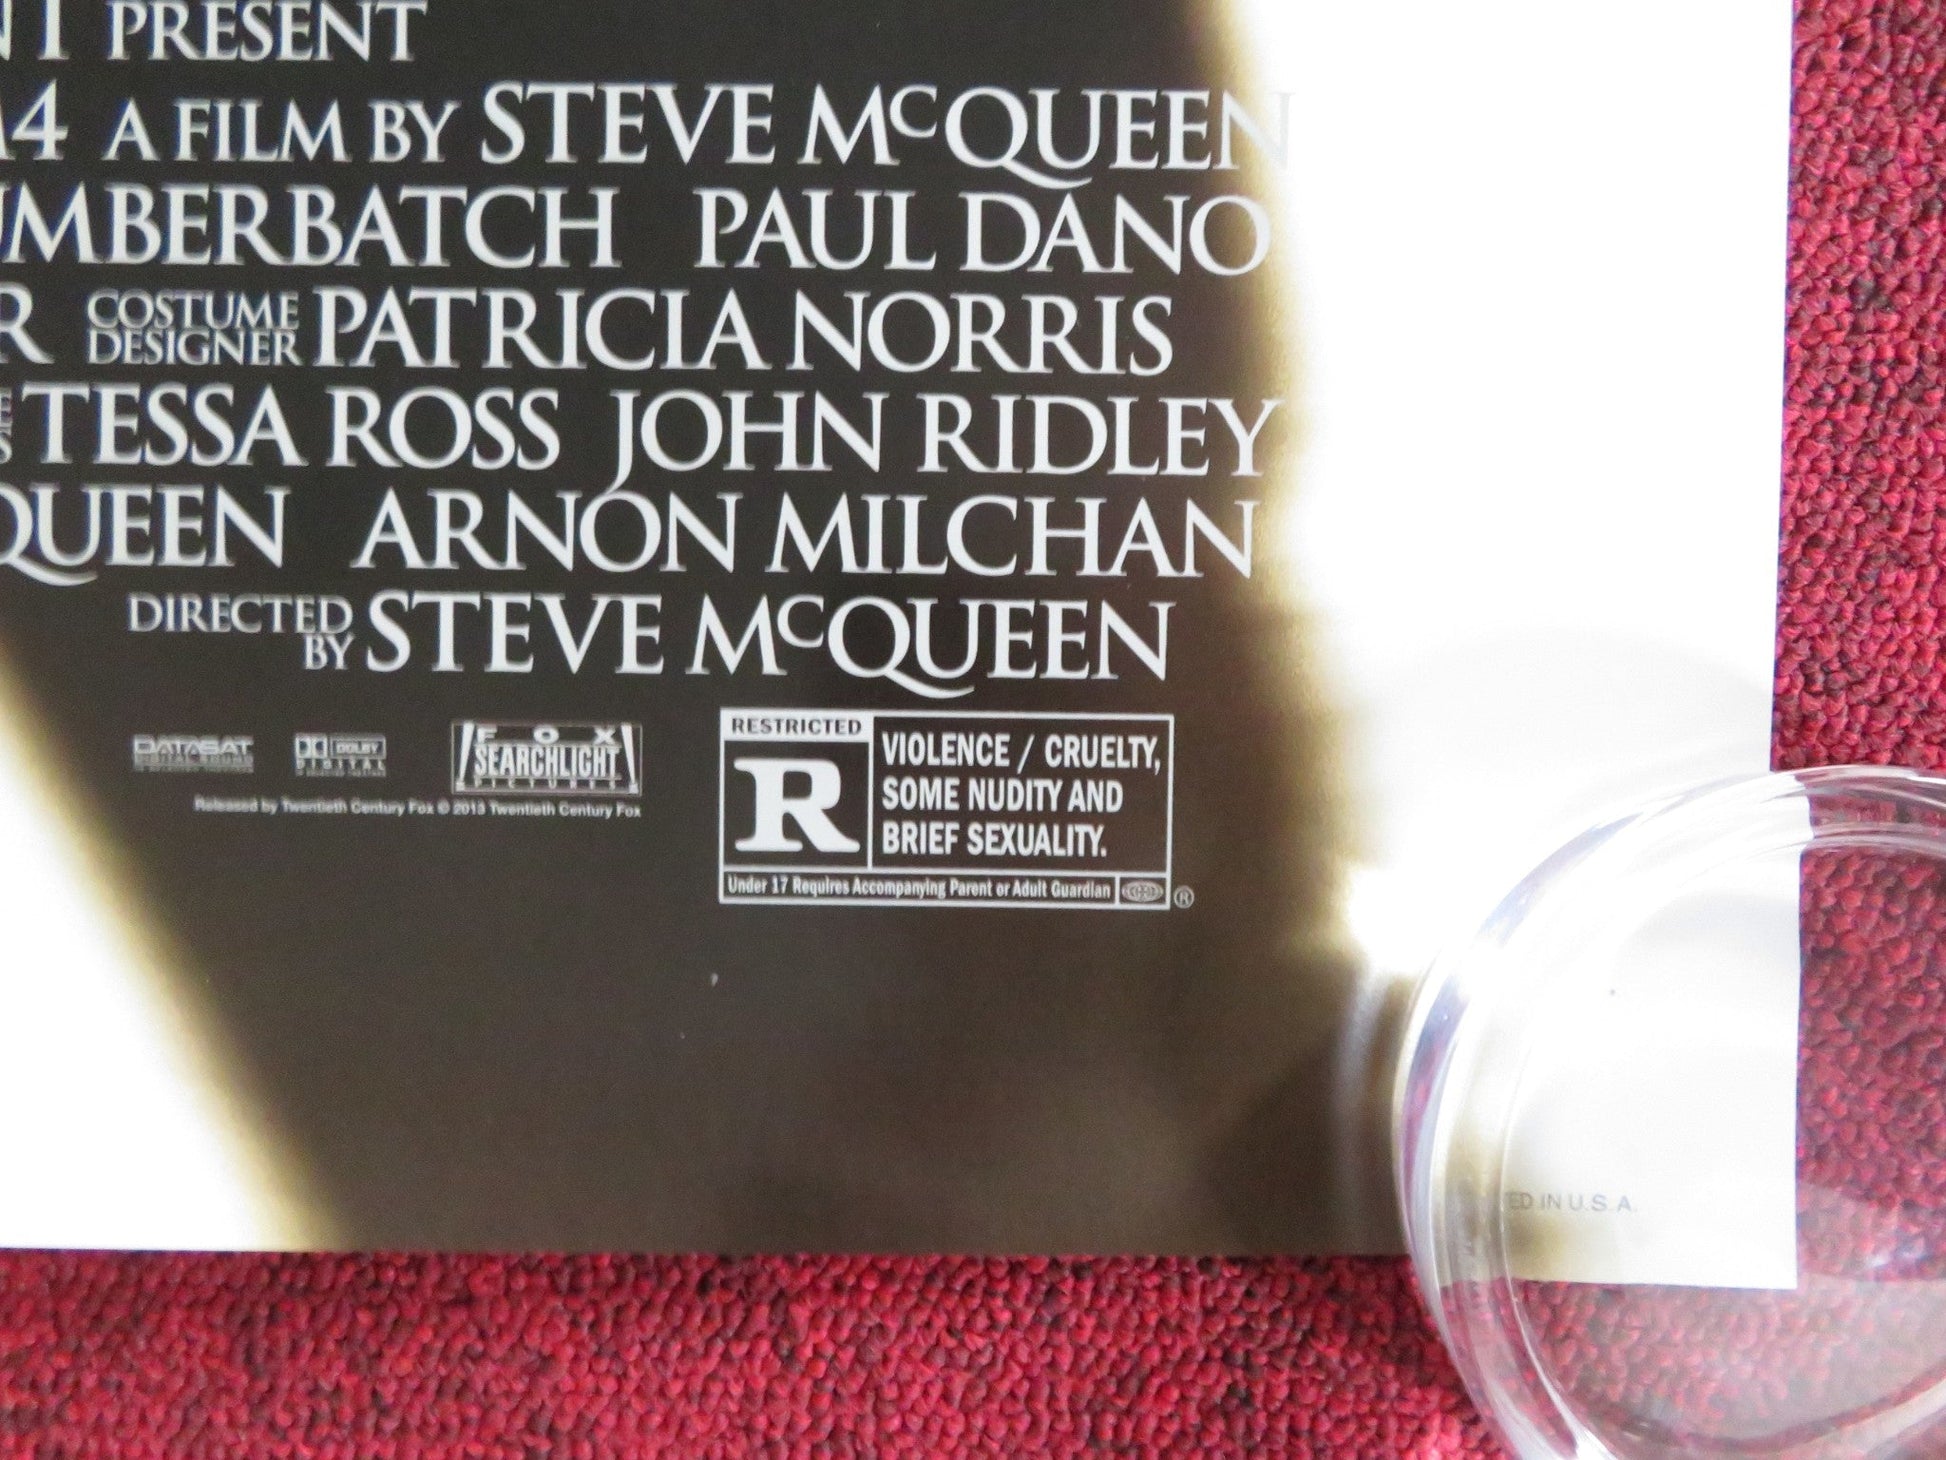 PRESENT
A FILM BY STEVE MCQUEEN
UMBERBATCH PAUL DANO
R COSTUME DESIGNER PATRICIA NORRIS
TESSA ROSS JOHN RIDLEY
QUEEN ARNON MILCHAN
DIRECTED BY STEVE MCQUEEN
DATASAT DIGITAL SOUND
DOLBY DIGITAL
FOX SEARCHLIGHT PICTURES
Released by Twentieth Century Fox © 2013 Twentieth Century Fox
RESTRICTED
R
VIOLENCE / CRUELTY,
SOME NUDITY AND
BRIEF SEXUALITY.
Under 17 Requires Accompanying Parent or Adult Guardian
®
ED IN U.S.A.